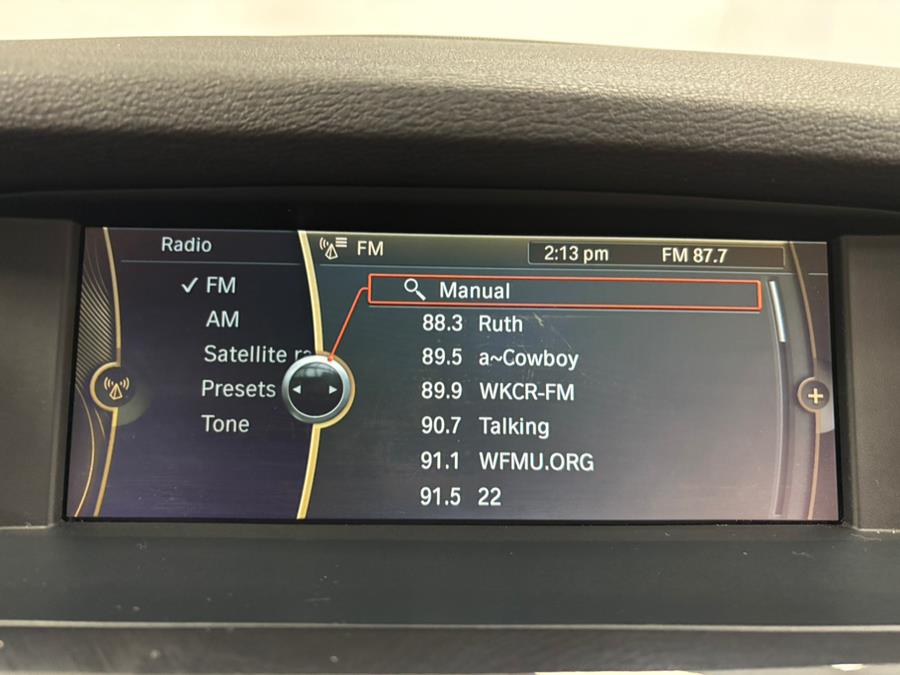 Radio
FM
AM
Satellite
Presets
Tone
FM 2:13 pm FM 87.7
Manual
88.3 Ruth
89.5 a~Cowboy
89.9 WKCR-FM
90.7 Talking
91.1 WFMU.ORG
91.5 22